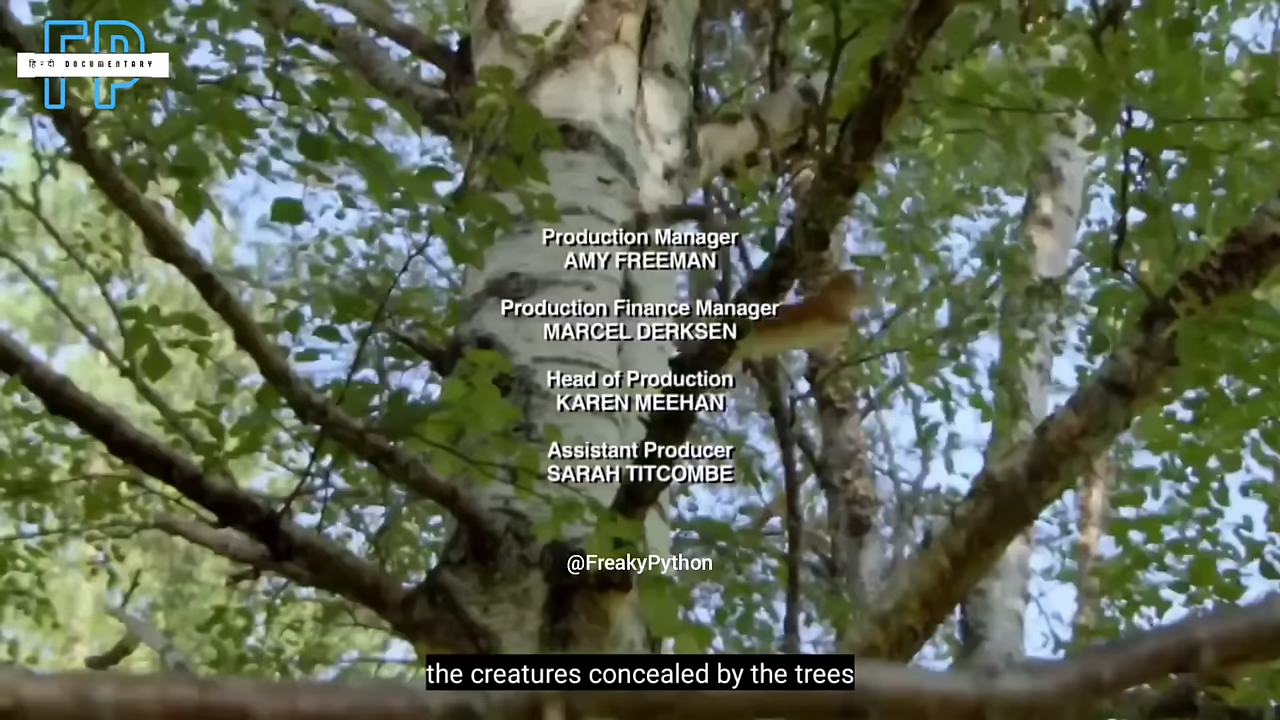 FP
हिन्दी DOCUMENTARY
Production Manager
AMY FREEMAN
Production Finance Manager
MARCEL DERKSEN
Head of Production
KAREN MEEHAN
Assistant Producer
SARAH TITCOMBE
@FreakyPython
the creatures concealed by the trees